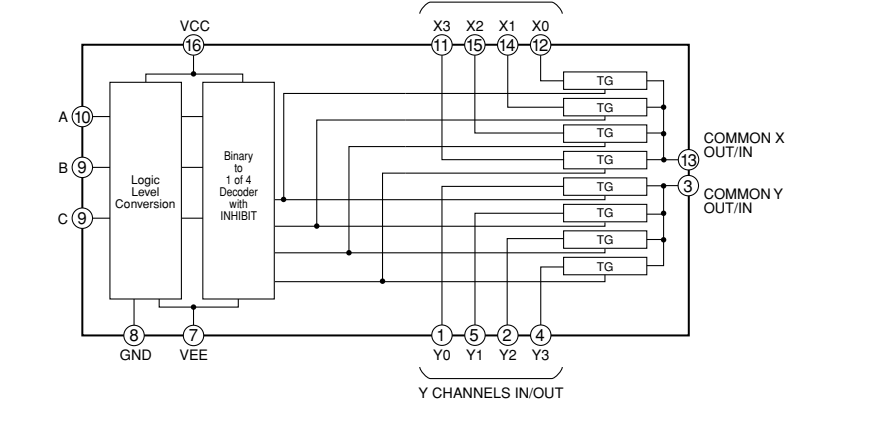 VCC
X3 X2 X1 X0
16
11 15 14 12
TG
TG
A 10
TG
COMMON X
OUT/IN
TG
13
Binary
to
1 of 4
Decoder
with
INHIBIT
B 9
Logic
Level
Conversion
TG
3
COMMON Y
OUT/IN
C 9
TG
TG
TG
8 7 1 5 2 4
GND VEE Y0 Y1 Y2 Y3
Y CHANNELS IN/OUT